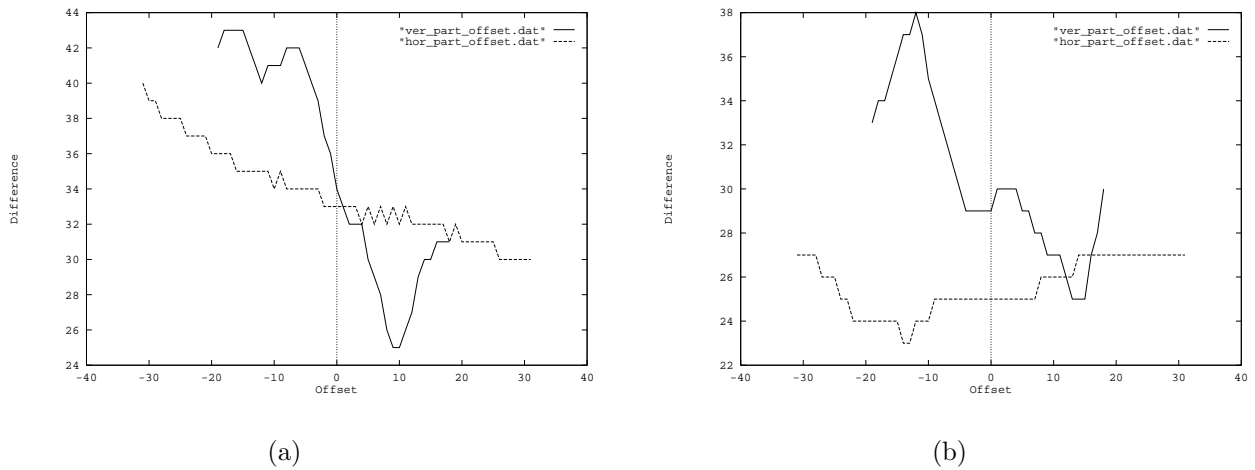 44
42
40
38
36
34
32
30
28
26
24
-40 -30 -20 -10 0 10 20 30 40
Difference
Offset
"ver_part_offset.dat"
"hor_part_offset.dat"
(a)
38
36
34
32
30
28
26
24
22
-40 -30 -20 -10 0 10 20 30 40
Difference
Offset
"ver_part_offset.dat"
"hor_part_offset.dat"
(b)